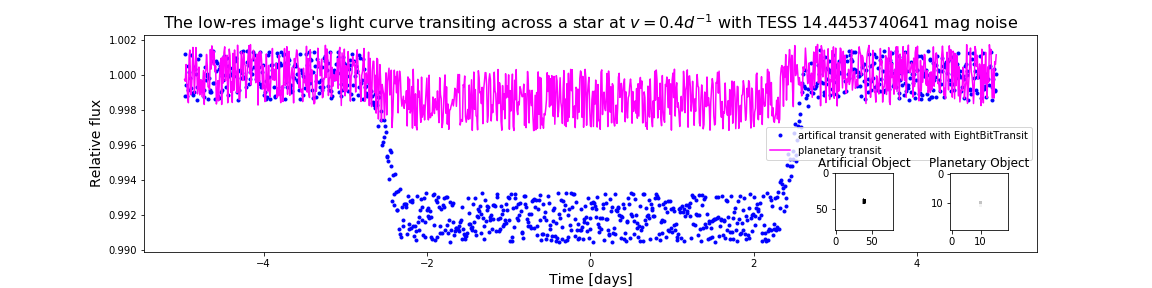 The low-res image's light curve transiting across a star at v = 0.4d⁻¹ with TESS 14.4453740641 mag noise
1.002
1.000
0.998
0.996
0.994
0.992
0.990
Relative flux
artifical transit generated with EightBitTransit
planetary transit
Artificial Object
Planetary Object
0
50
0
50
0
10
0
10
−4
−2
0
2
4
Time [days]